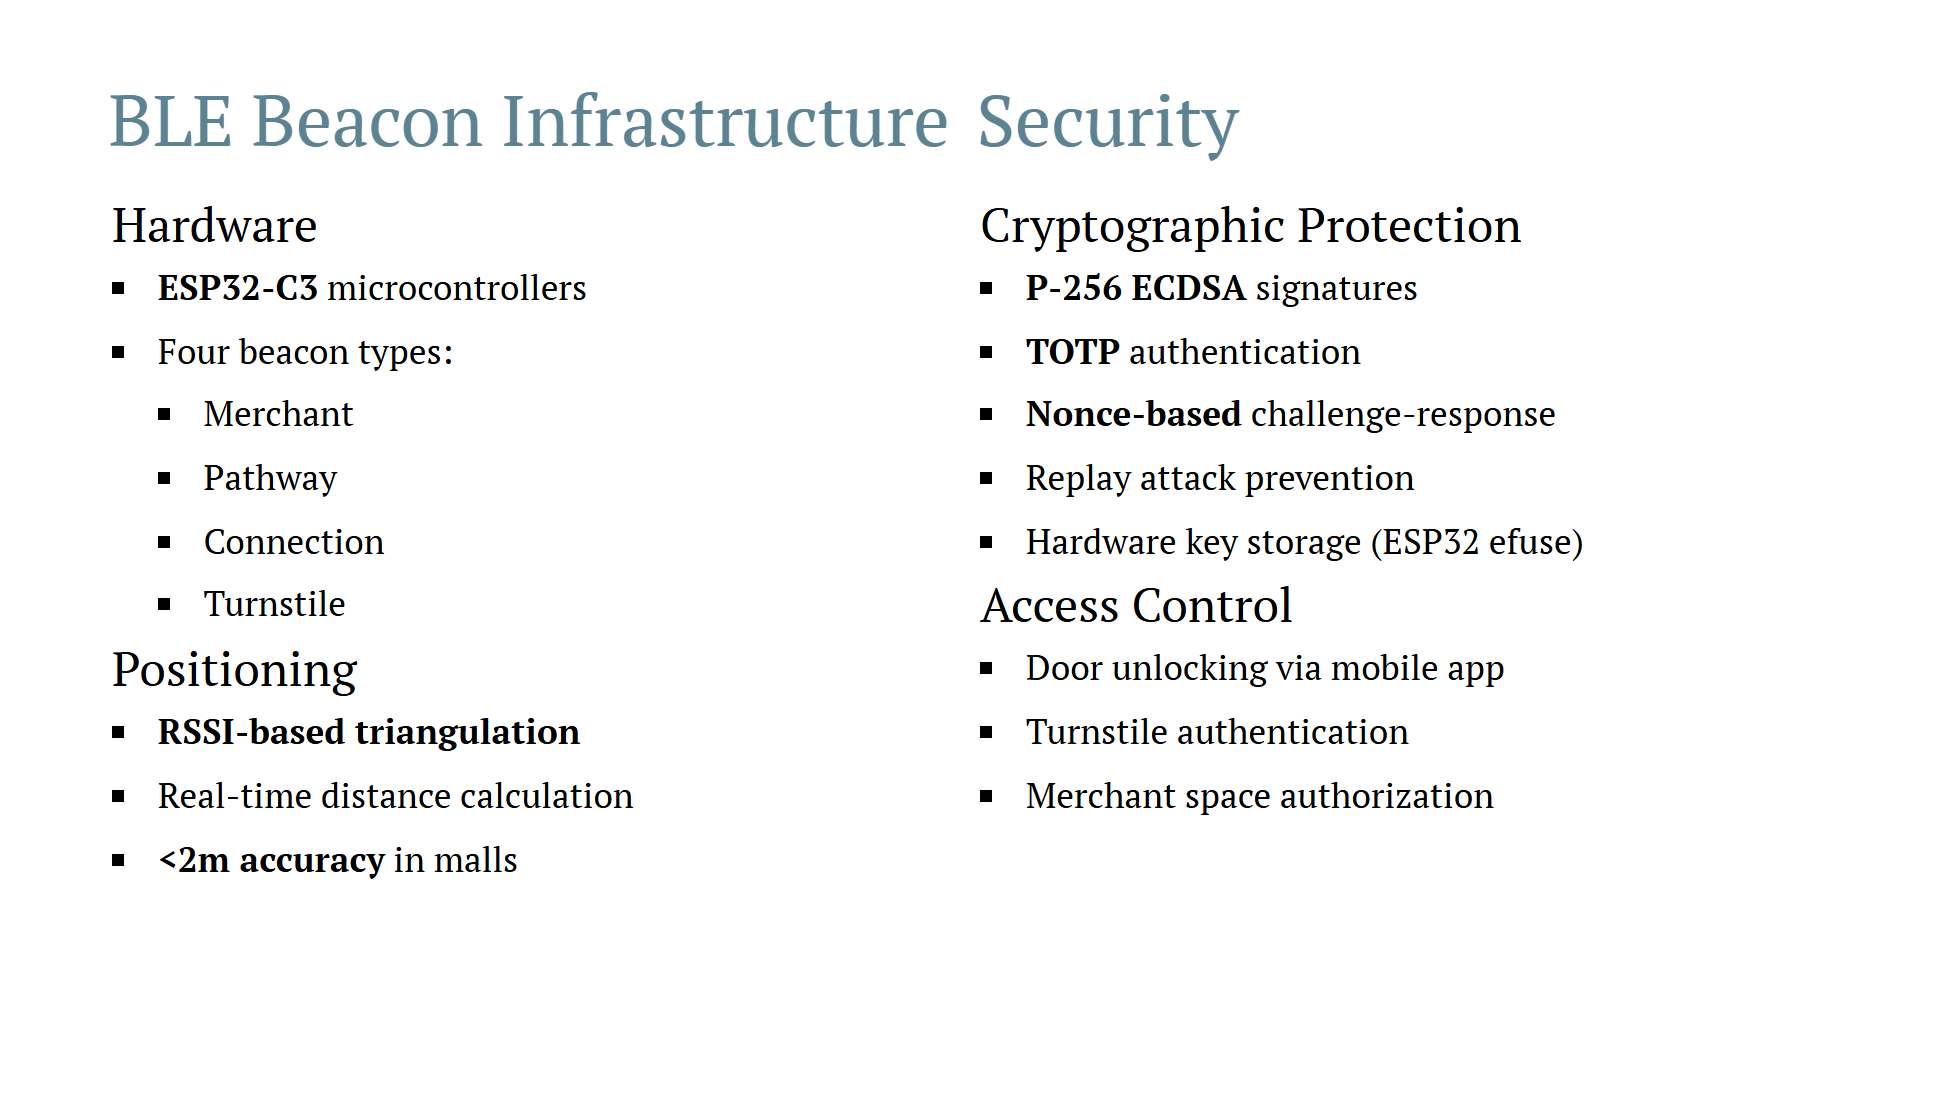 BLE Beacon Infrastructure Security
Hardware
▪ ESP32-C3 microcontrollers
▪ Four beacon types:
▪ Merchant
▪ Pathway
▪ Connection
▪ Turnstile
Positioning
▪ RSSI-based triangulation
▪ Real-time distance calculation
▪ <2m accuracy in malls
Cryptographic Protection
▪ P-256 ECDSA signatures
▪ TOTP authentication
▪ Nonce-based challenge-response
▪ Replay attack prevention
▪ Hardware key storage (ESP32 efuse)
Access Control
▪ Door unlocking via mobile app
▪ Turnstile authentication
▪ Merchant space authorization